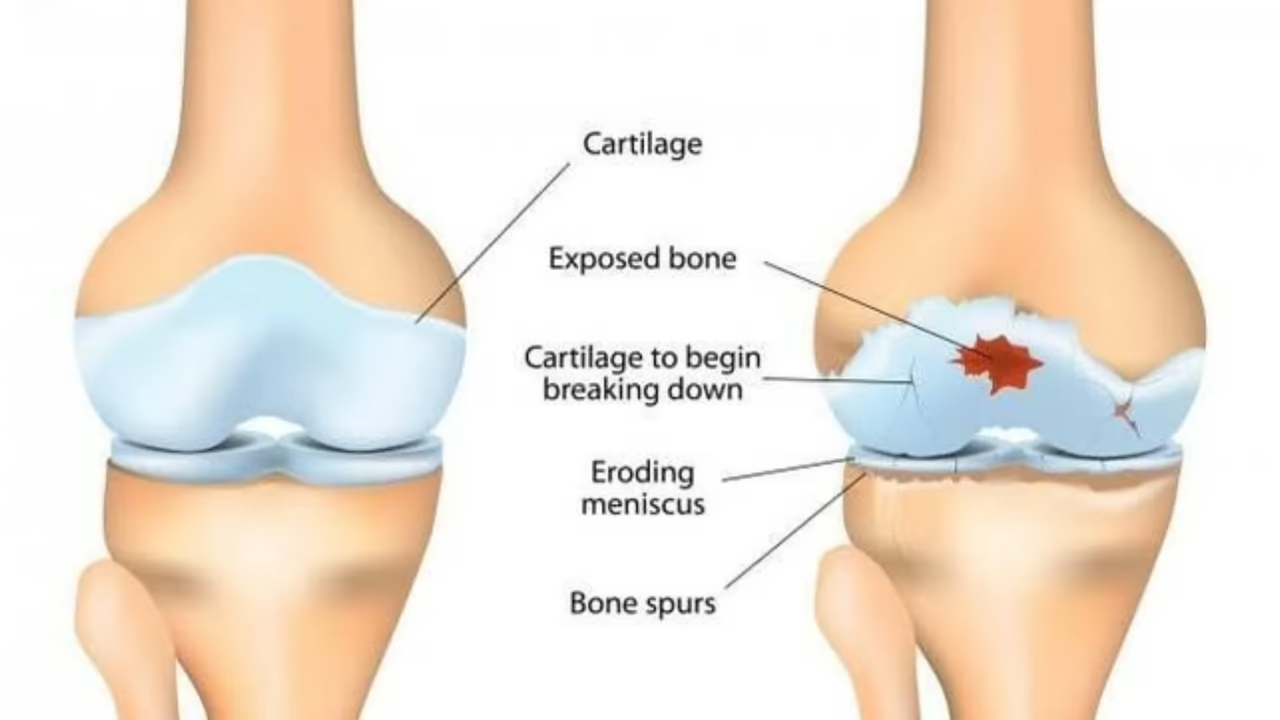 Cartilage
Exposed bone
Cartilage to begin
breaking down
Eroding
meniscus
Bone spurs